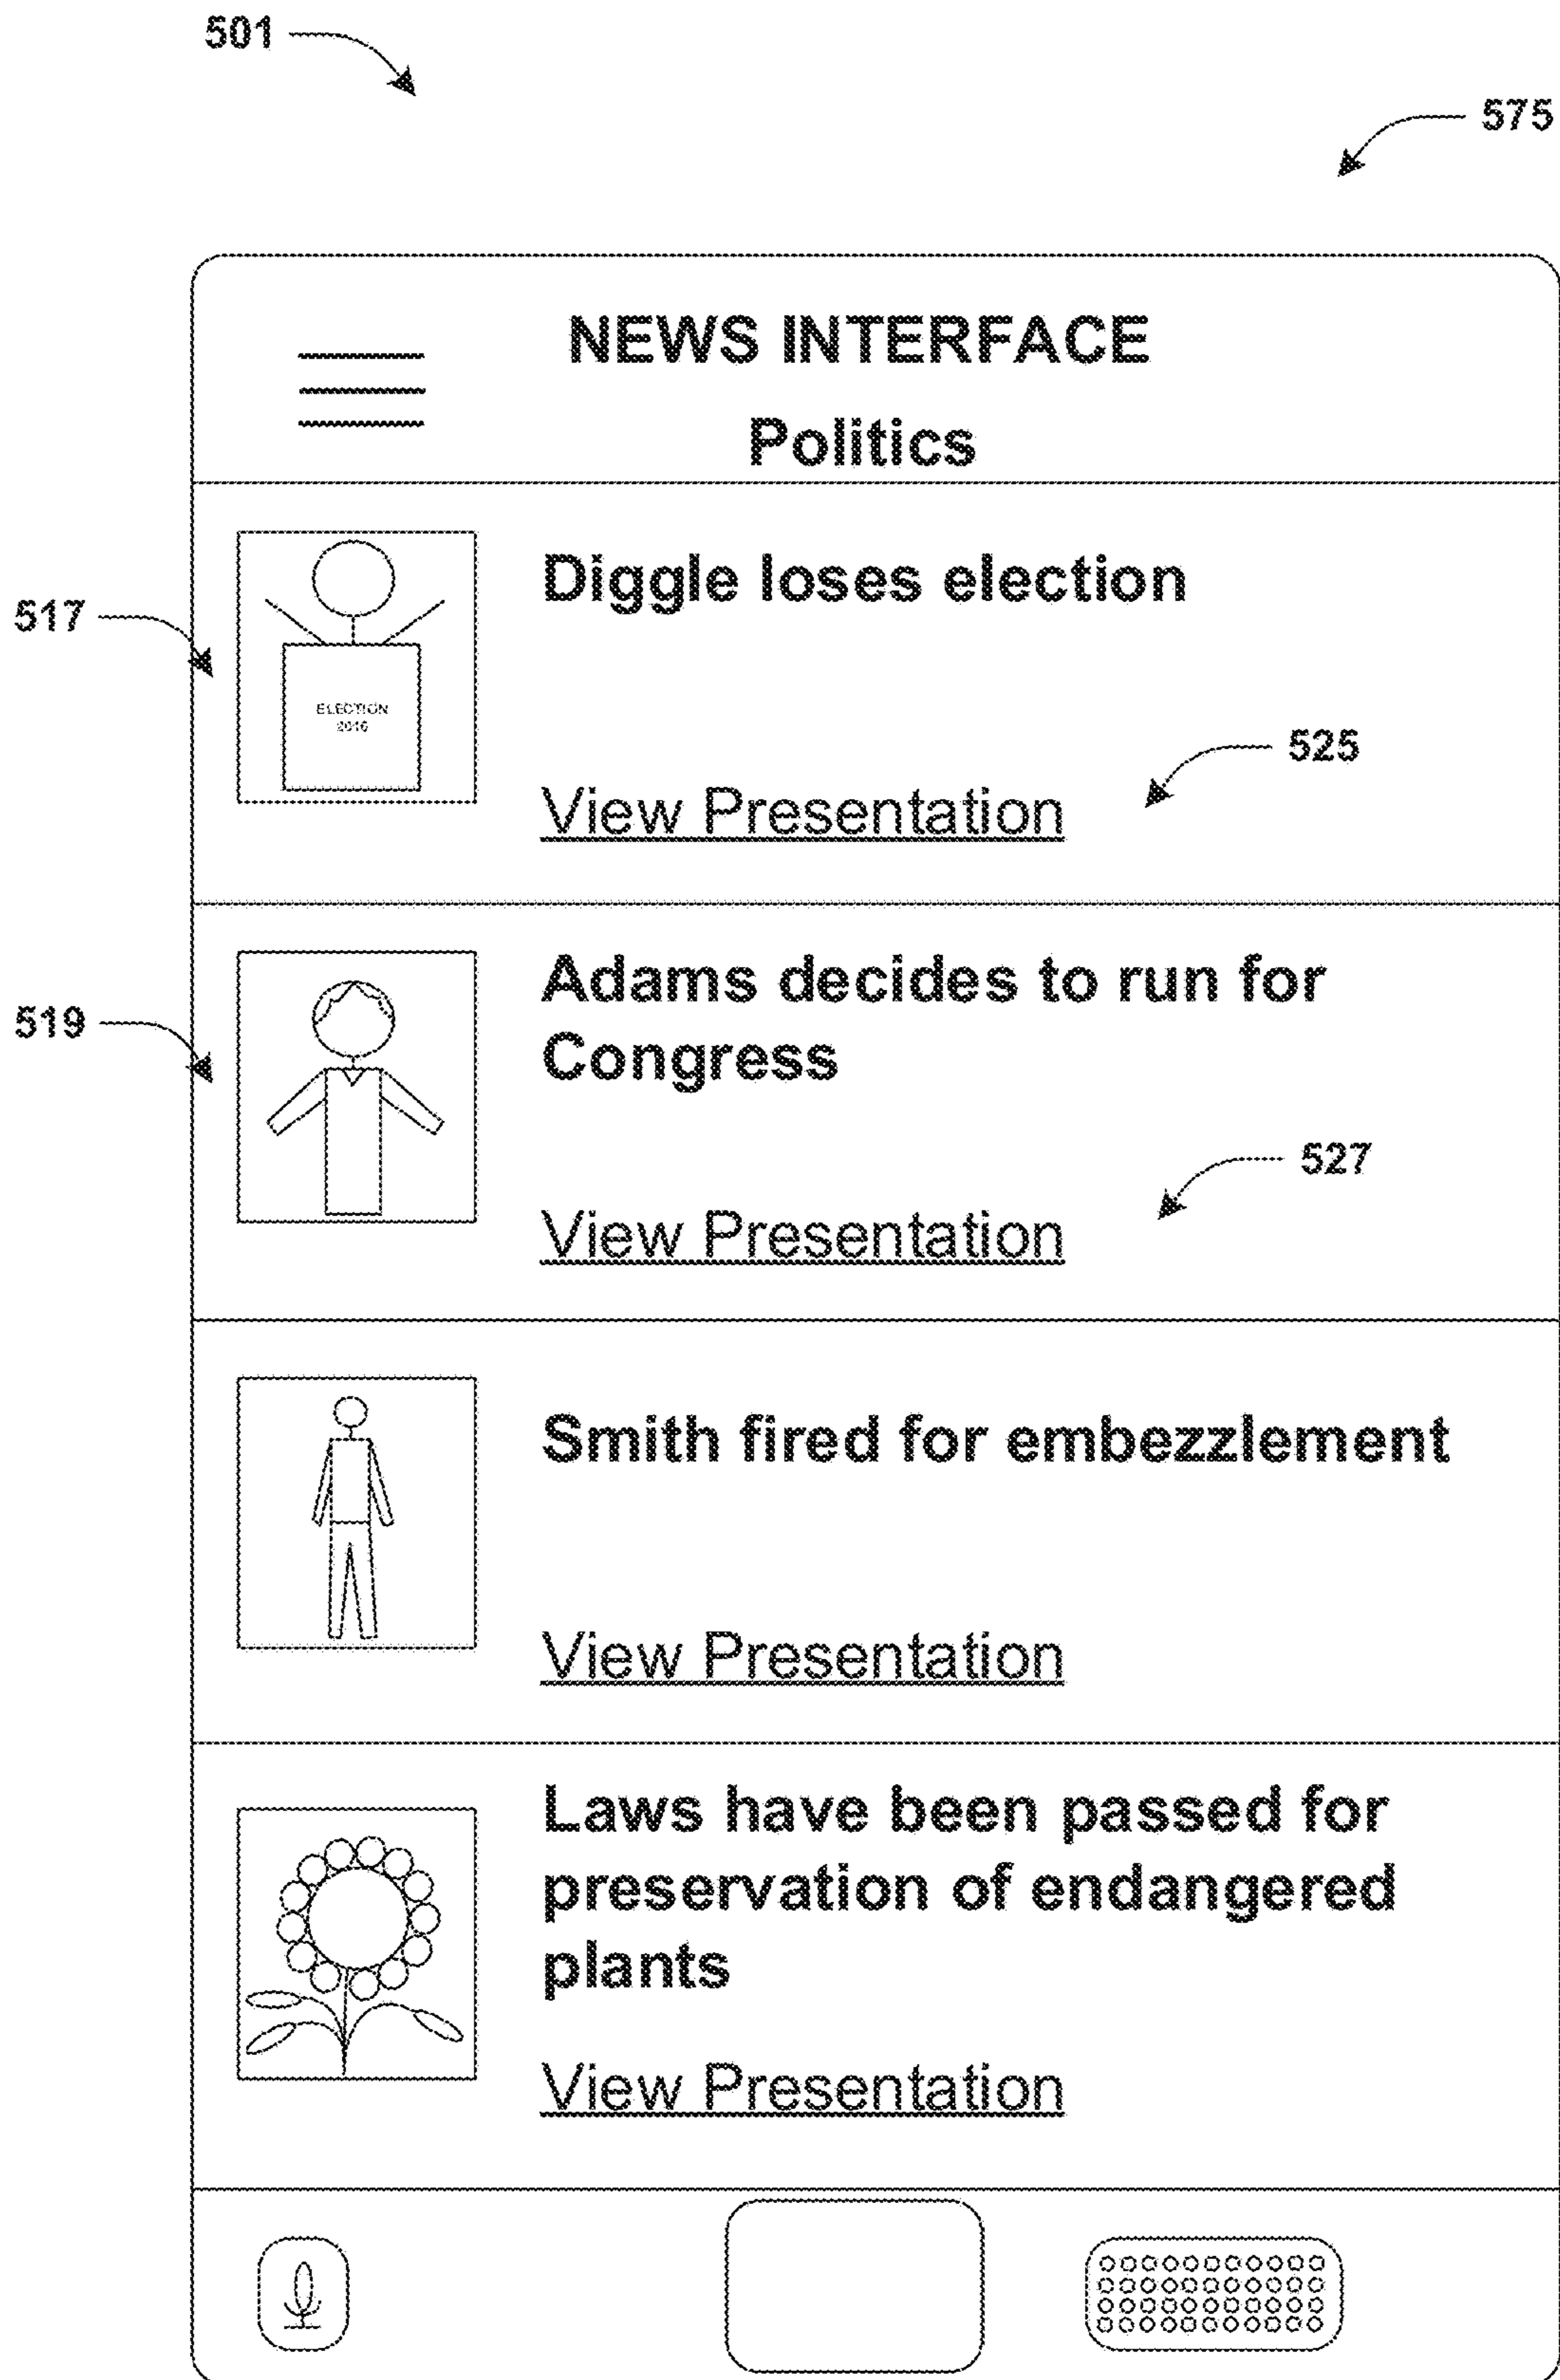 501
575
NEWS INTERFACE
Politics
517
Diggle loses election
ELECTION
2016
525
View Presentation
519
Adams decides to run for
Congress
527
View Presentation
Smith fired for embezzlement
View Presentation
Laws have been passed for
preservation of endangered
plants
View Presentation